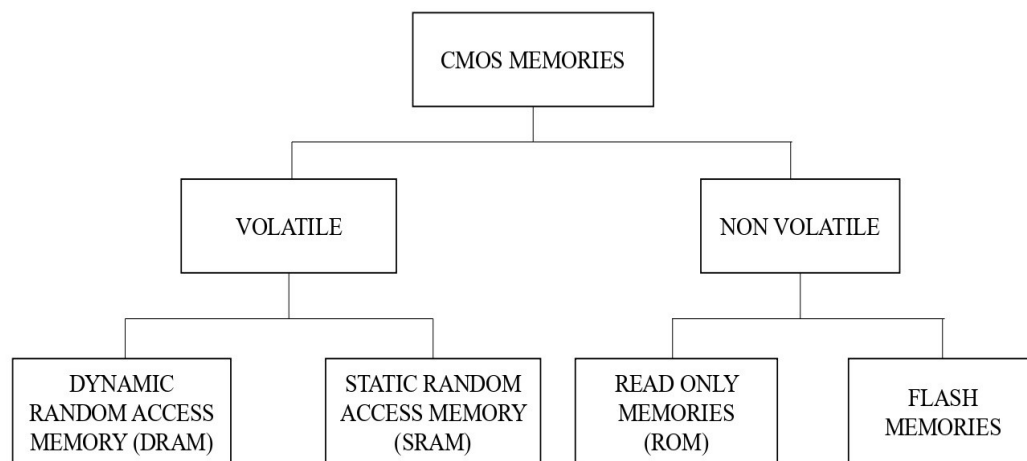 CMOS MEMORIES
VOLATILE
NON VOLATILE
DYNAMIC
RANDOM ACCESS
MEMORY (DRAM)
STATIC RANDOM
ACCESS MEMORY
(SRAM)
READ ONLY
MEMORIES
(ROM)
FLASH
MEMORIES